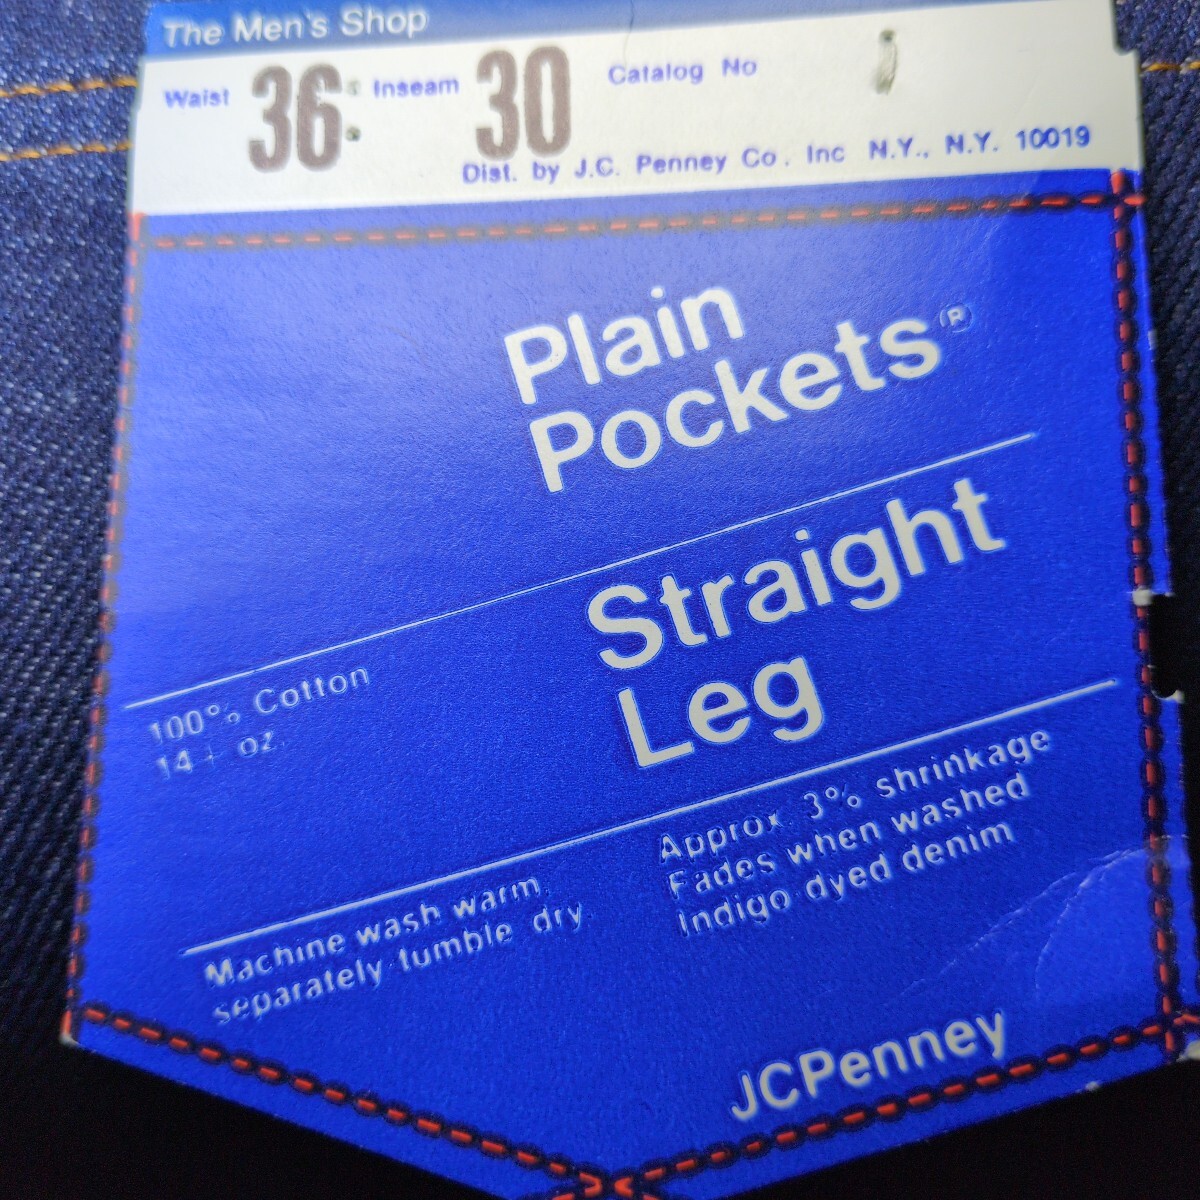 The Men's Shop
Waist 36 Inseam 30 Catalog No
Dist. by J.C. Penney Co. Inc N.Y., N.Y. 10019
Plain
Pockets®
Straight
Leg
100% Cotton
14 + oz.
Approx. 3% shrinkage
Fades when washed
Indigo dyed denim
Machine wash warm,
separately tumble dry.
JCPenney